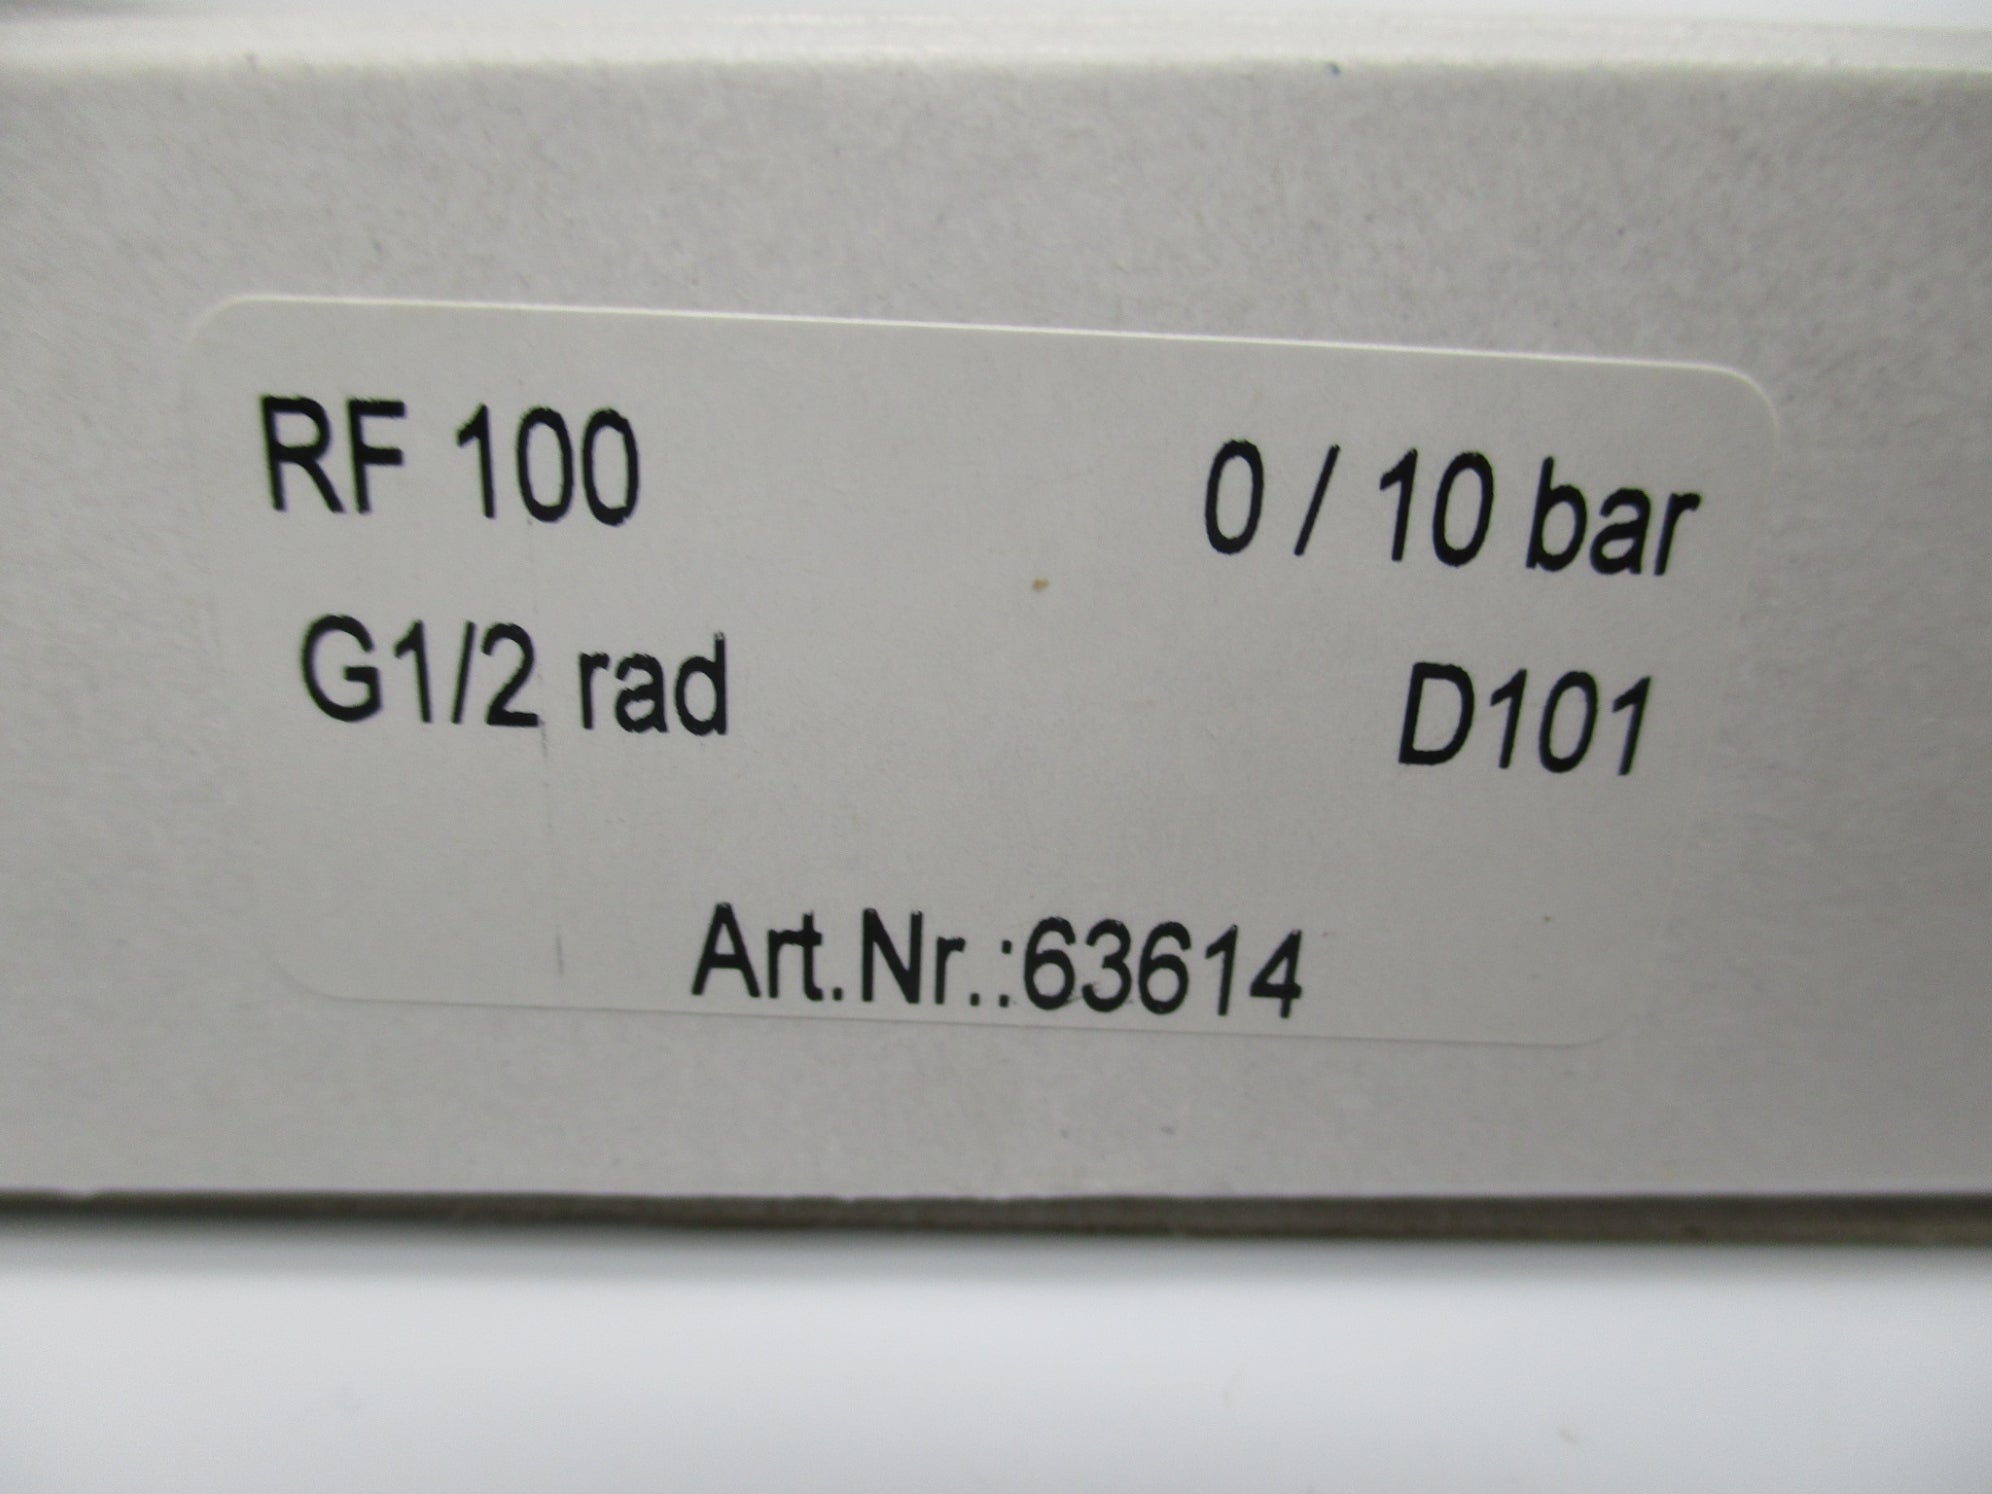 RF 100 0 / 10 bar
G1/2 rad D101
Art.Nr.:63614